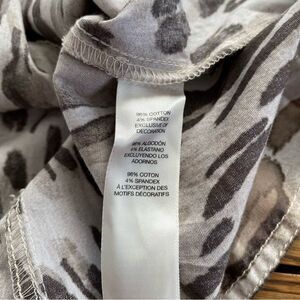 96% COTTON
4% SPANDEX
EXCLUSIVE OF
DECORATION
96% ALGODÓN
4% ELASTANO
EXCLUYENDO LOS
ADORNOS
96% COTON
4% SPANDEX
À L'EXCEPTION DES
MOTIFS DÉCORATIFS